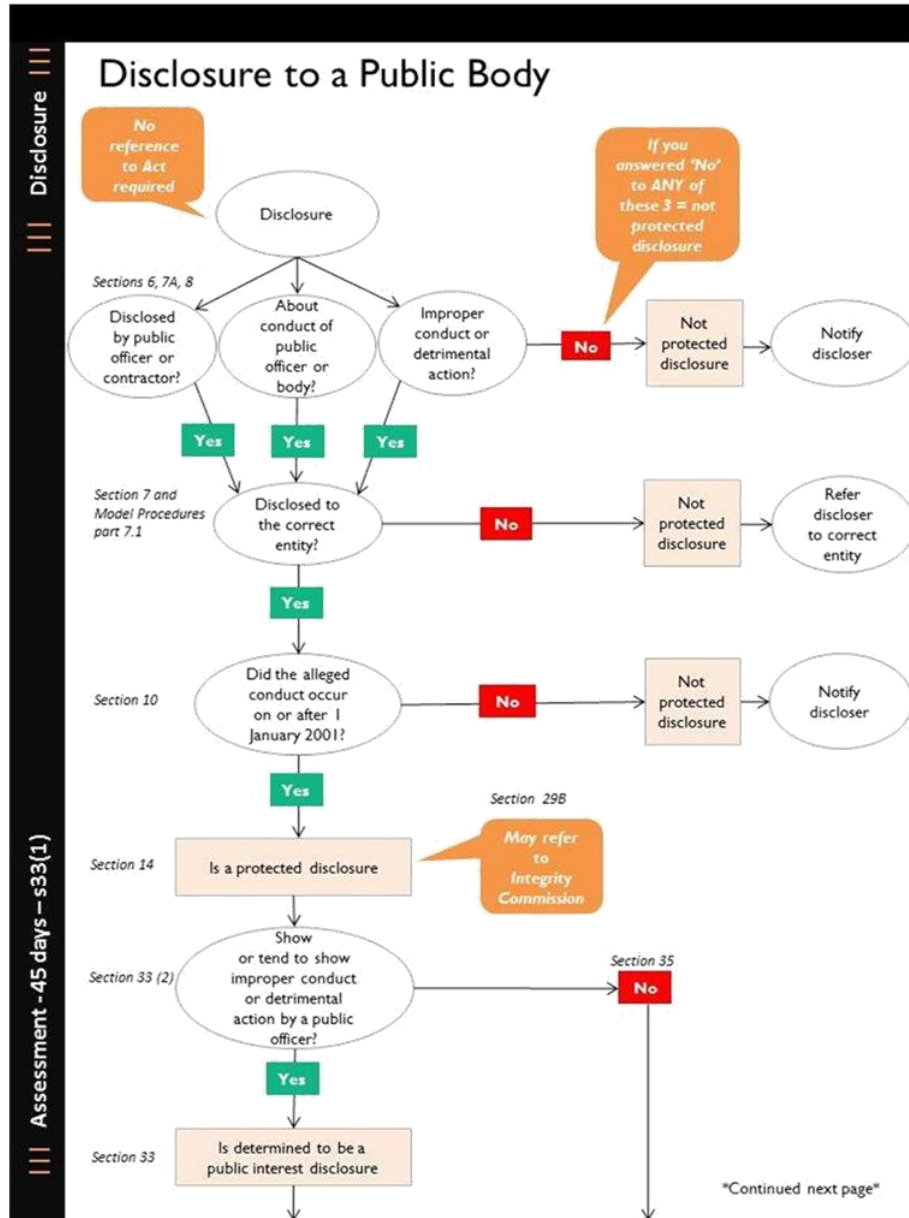 Disclosure to a Public Body
Disclosure
No
reference
to Act
required
If you
answered 'No'
to ANY of
these 3 = not
protected
disclosure
Disclosure
Sections 6, 7A, 8
Disclosed
by public
officer or
contractor?
About
conduct of
public
officer or
body?
Improper
conduct or
detrimental
action?
No
Not
protected
disclosure
Notify
discloser
Yes
Yes
Yes
Section 7 and
Model Procedures
part 7.1
Disclosed to
the correct
entity?
No
Not
protected
disclosure
Refer
discloser
to correct
entity
Yes
Section 10
Did the alleged
conduct occur
on or after 1
January 2001?
No
Not
protected
disclosure
Notify
discloser
Yes
Assessment -45 days – s33(1)
Section 14
Is a protected disclosure
Section 29B
May refer
to
Integrity
Commission
Section 33 (2)
Show
or tend to show
improper conduct
or detrimental
action by a public
officer?
Section 35
No
Yes
Section 33
Is determined to be a
public interest disclosure
*Continued next page*